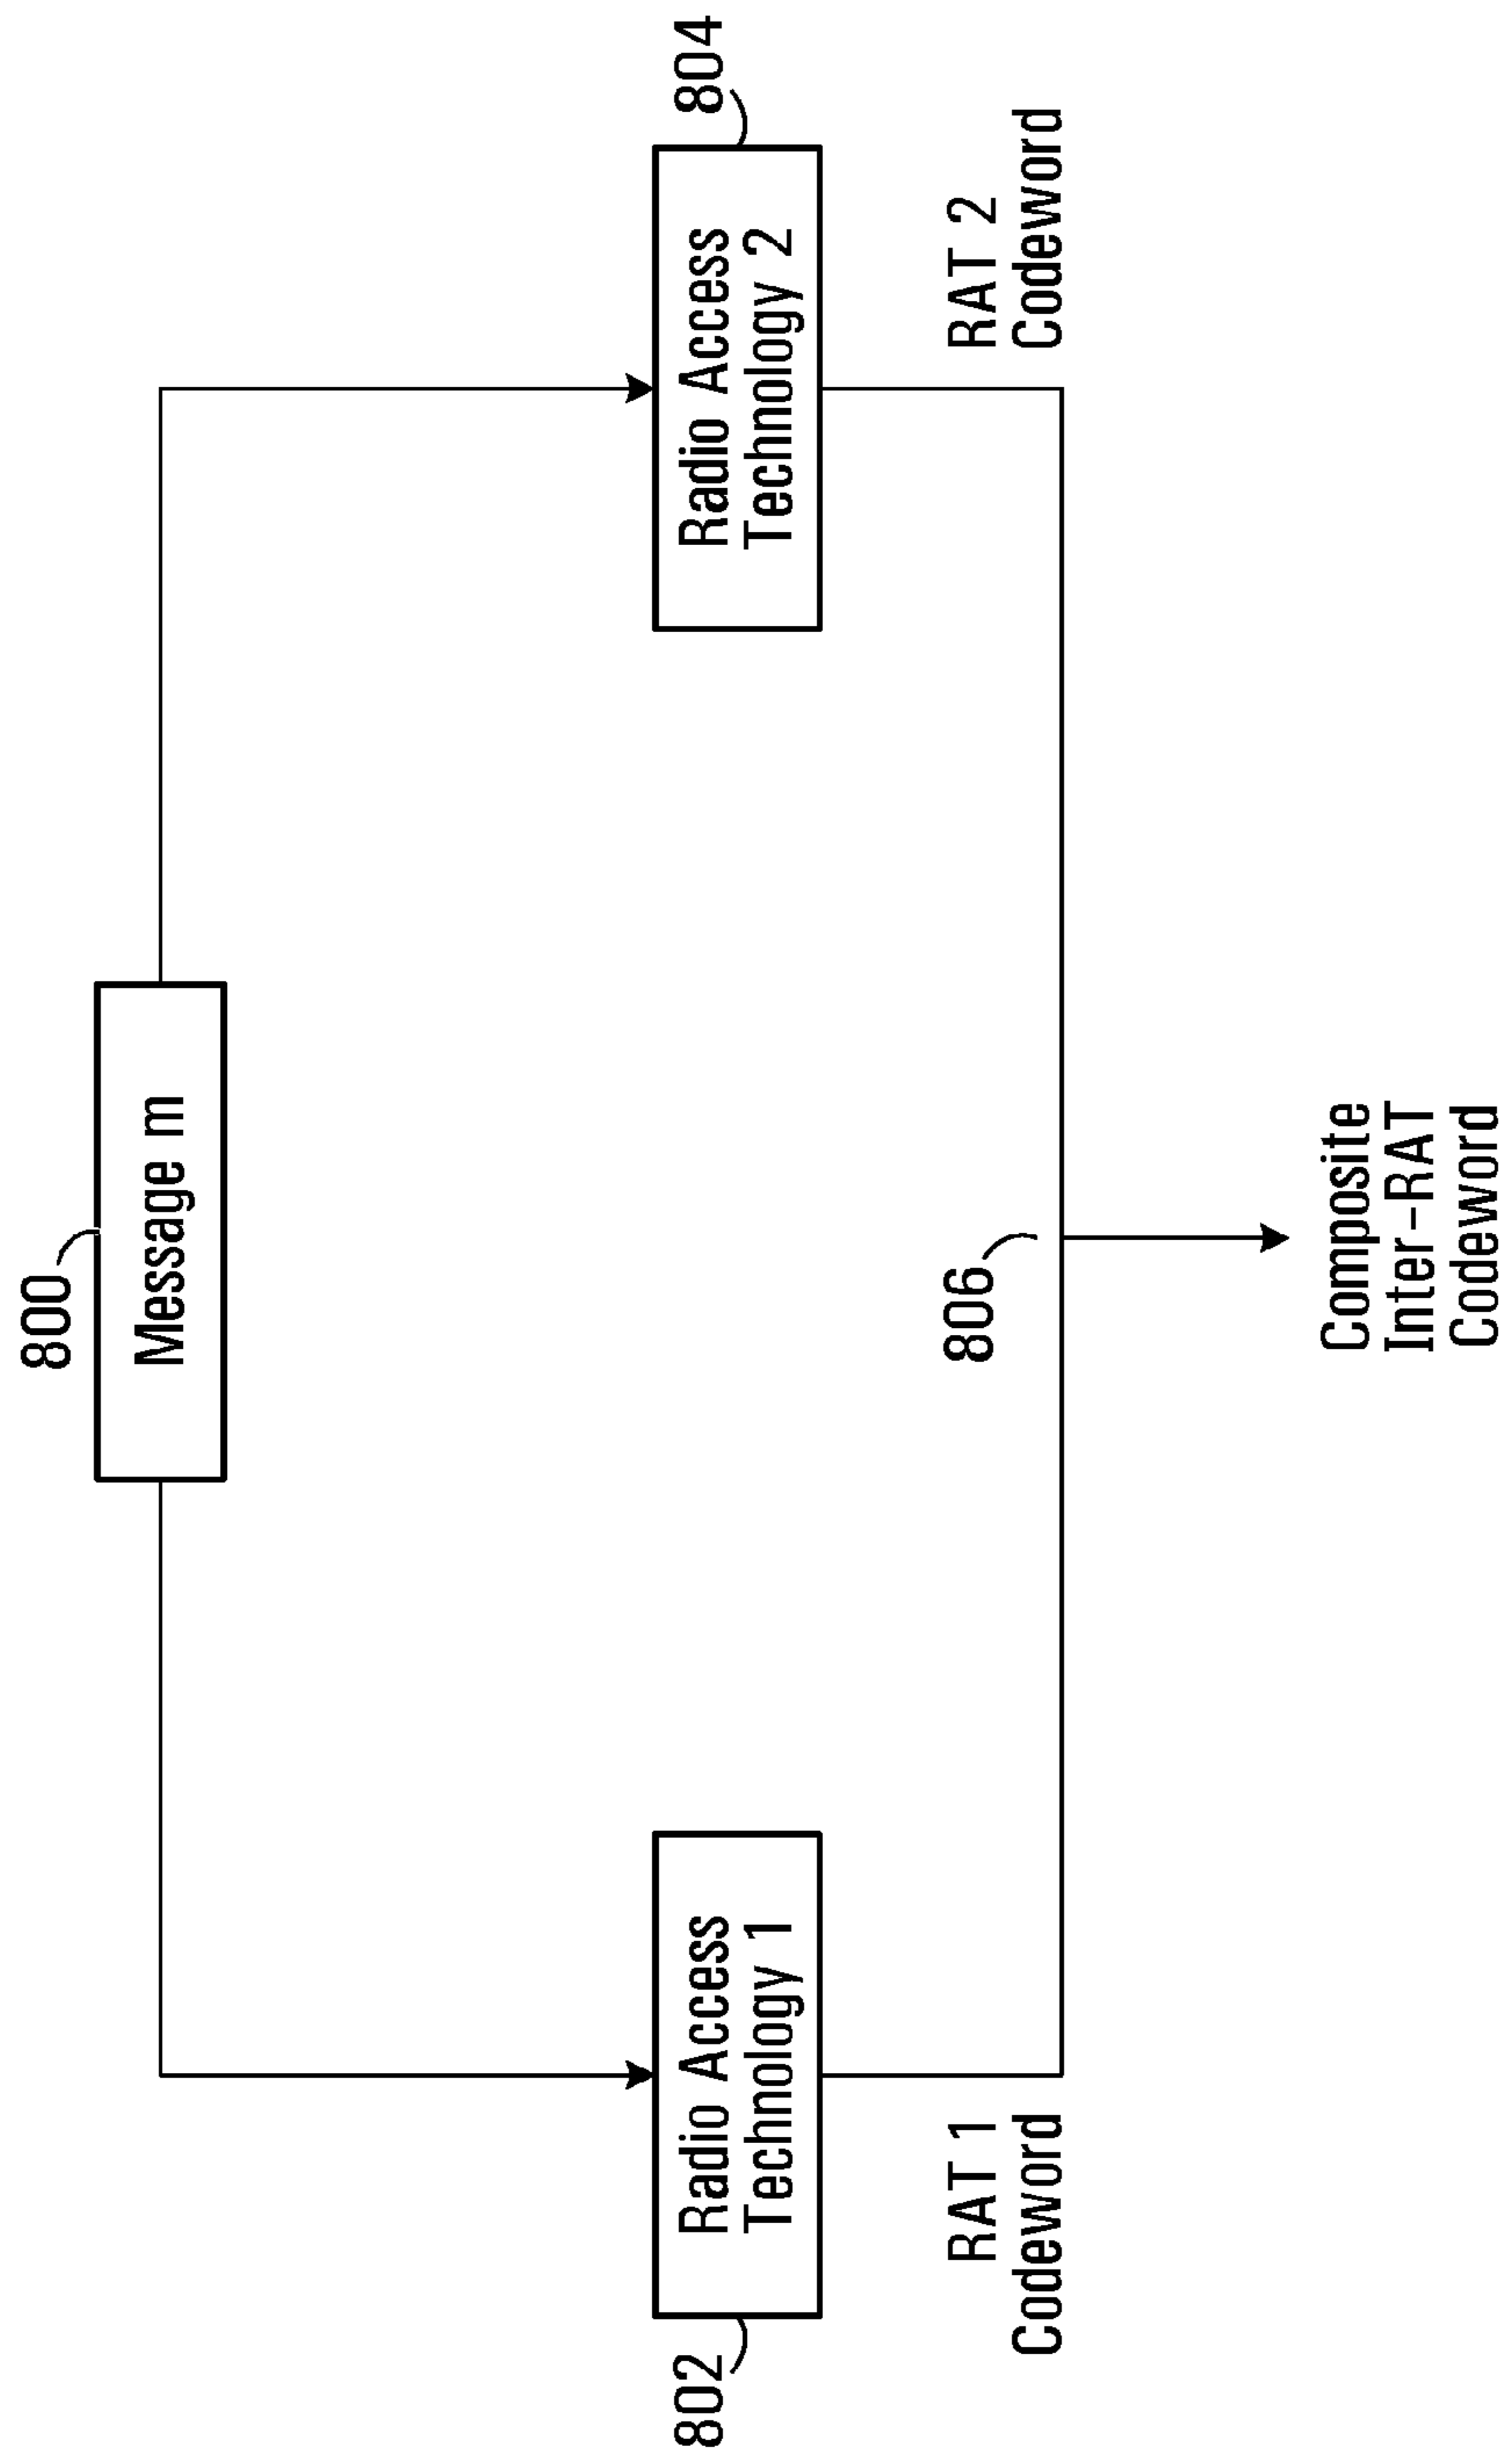 800
Message m
802
Radio Access
Technology 1
Radio Access
Technology 2
804
RAT 1
Codeword
806
RAT 2
Codeword
Composite
Inter-RAT
Codeword